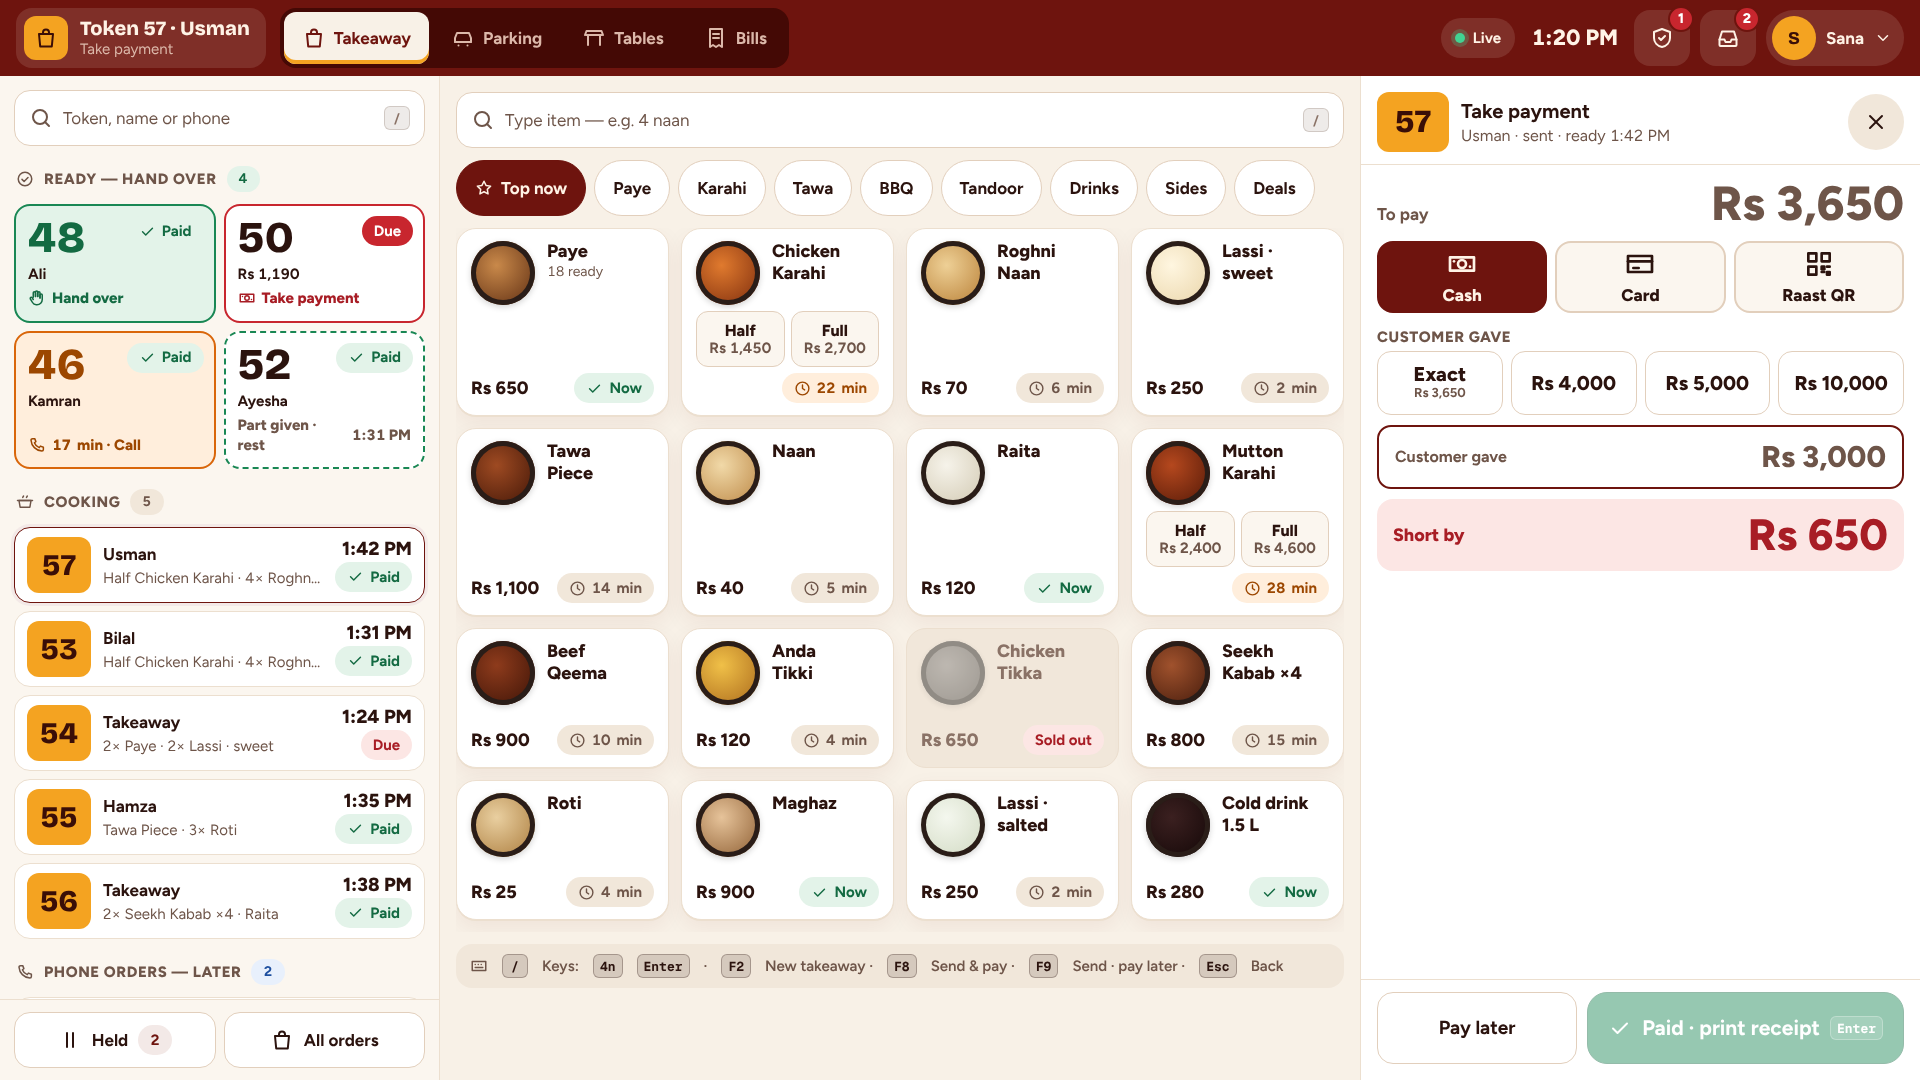 Token 57 · Usman
Take payment
Takeaway
Parking
Tables
Bills
Live
1:20 PM
1
2
S
Sana
Token, name or phone
/
READY — HAND OVER 4
48
Paid
Ali
Hand over
50
Due
Rs 1,190
Take payment
46
Paid
Kamran
17 min · Call
52
Paid
Ayesha
Part given ·
rest
1:31 PM
COOKING 5
57
Usman
Half Chicken Karahi · 4× Roghn...
1:42 PM
Paid
53
Bilal
Half Chicken Karahi · 4× Roghn...
1:31 PM
Paid
54
Takeaway
2× Paye · 2× Lassi · sweet
1:24 PM
Due
55
Hamza
Tawa Piece · 3× Roti
1:35 PM
Paid
56
Takeaway
2× Seekh Kabab ×4 · Raita
1:38 PM
Paid
PHONE ORDERS — LATER 2
Held 2
All orders
Type item — e.g. 4 naan
/
Top now
Paye
Karahi
Tawa
BBQ
Tandoor
Drinks
Sides
Deals
Paye
18 ready
Rs 650
Now
Chicken
Karahi
Half
Rs 1,450
Full
Rs 2,700
22 min
Roghni
Naan
Rs 70
6 min
Lassi ·
sweet
Rs 250
2 min
Tawa
Piece
Rs 1,100
14 min
Naan
Rs 40
5 min
Raita
Rs 120
Now
Mutton
Karahi
Half
Rs 2,400
Full
Rs 4,600
28 min
Beef
Qeema
Rs 900
10 min
Anda
Tikki
Rs 120
4 min
Chicken
Tikka
Rs 650
Sold out
Seekh
Kabab ×4
Rs 800
15 min
Roti
Rs 25
4 min
Maghaz
Rs 900
Now
Lassi ·
salted
Rs 250
2 min
Cold drink
1.5 L
Rs 280
Now
/ Keys: 4n Enter · F2 New takeaway · F8 Send & pay · F9 Send · pay later · Esc Back
57
Take payment
Usman · sent · ready 1:42 PM
To pay
Rs 3,650
Cash
Card
Raast QR
CUSTOMER GAVE
Exact
Rs 3,650
Rs 4,000
Rs 5,000
Rs 10,000
Customer gave
Rs 3,000
Short by
Rs 650
Pay later
Paid · print receipt Enter